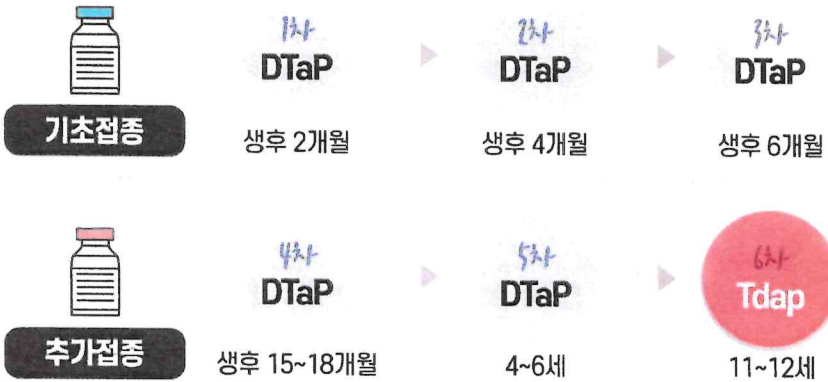 1차 2차 3차
DTaP DTaP DTaP
기초접종 생후 2개월 생후 4개월 생후 6개월
4차 5차 6차
DTaP DTaP Tdap
추가접종 생후 15~18개월 4~6세 11~12세